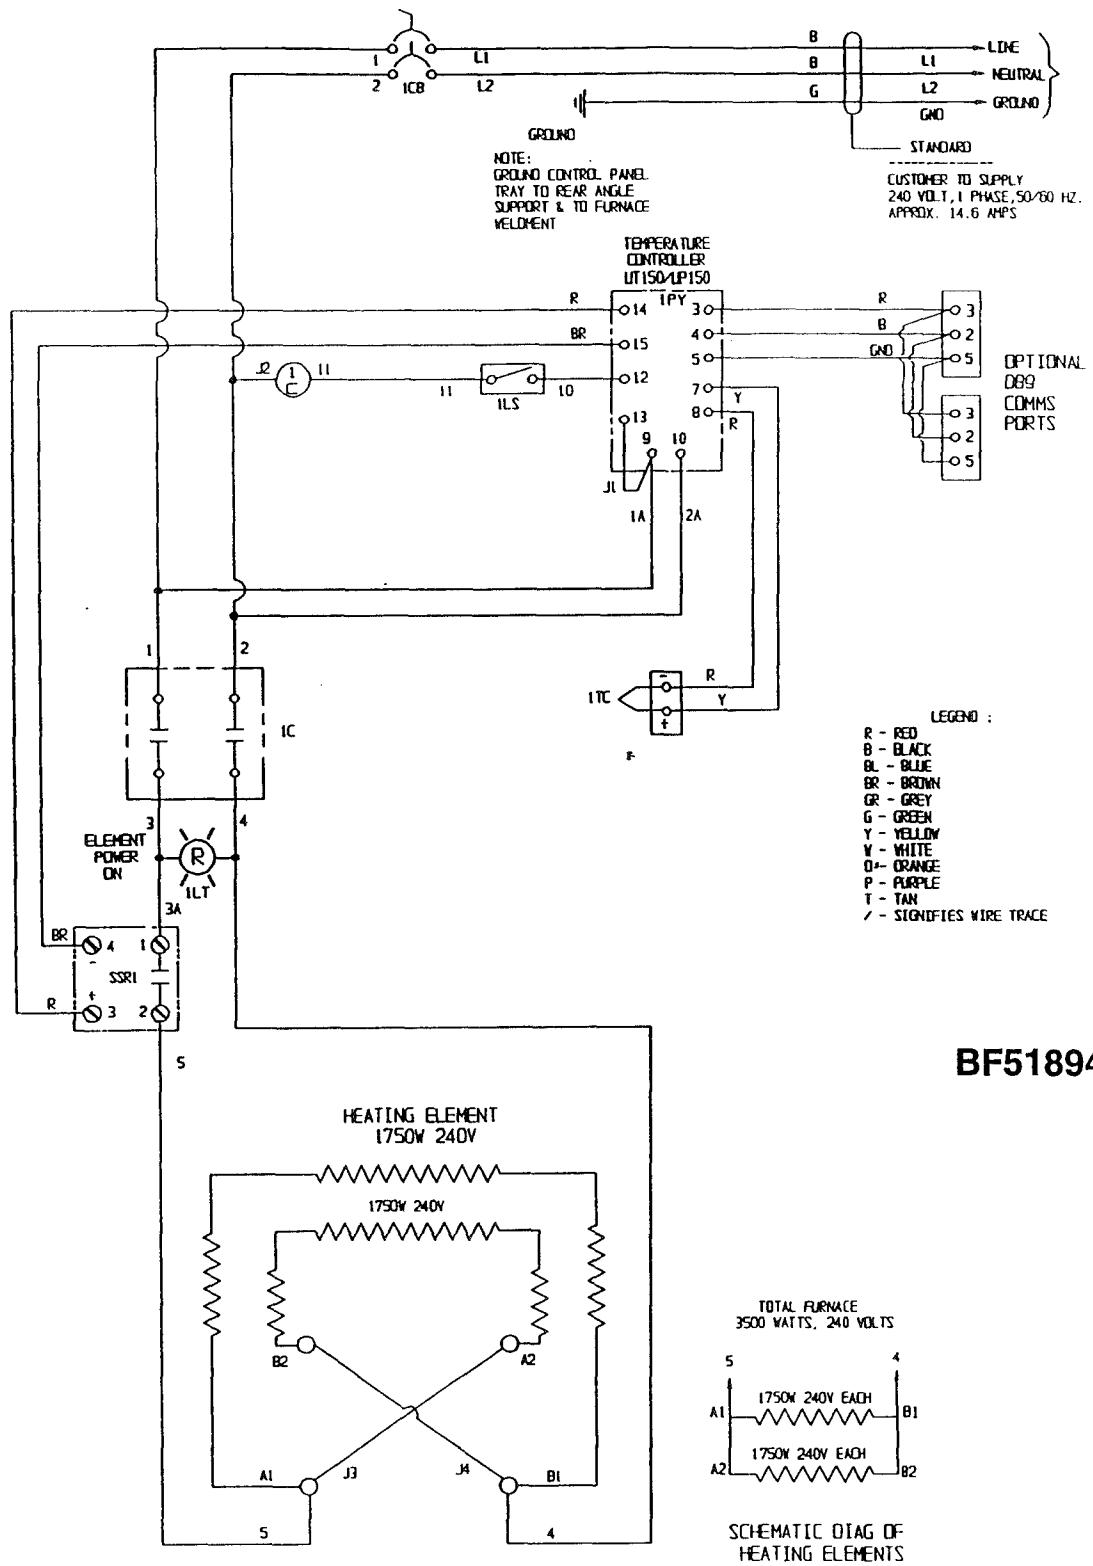 B
LINE
1
L1
B
L1
NEUTRAL
2
1CB
L2
G
L2
GROUND
GND
GROUND
STANDARD
NOTE:
GROUND CONTROL PANEL
TRAY TO REAR ANGLE
SUPPORT & TO FURNACE
WELDMENT
CUSTOMER TO SUPPLY
240 VOLT,1 PHASE,50/60 HZ.
APPROX. 14.6 AMPS
TEMPERATURE
CONTROLLER
UT150/UP150
1PY
R
14
3
R
3
BR
15
4
B
2
5
GND
5
OPTIONAL
DB9
COMMS
PORTS
J2
1
C
11
11
1LS
10
12
7
Y
13
8
R
3
2
5
9
10
J1
1A
2A
1
2
1C
1TC
-
R
+
Y
3
4
ELEMENT
POWER
ON
R
1LT
3A
BR
4
1
-
SSR1
+
R
3
2
5
LEGEND :
R - RED
B - BLACK
BL - BLUE
BR - BROWN
GR - GREY
G - GREEN
Y - YELLOW
W - WHITE
O - ORANGE
P - PURPLE
T - TAN
/ - SIGNIFIES WIRE TRACE
BF51894
HEATING ELEMENT
1750W 240V
1750W 240V
B2
A2
A1
J3
J4
B1
5
4
TOTAL FURNACE
3500 WATTS, 240 VOLTS
5
4
1750W 240V EACH
A1
B1
1750W 240V EACH
A2
B2
SCHEMATIC DIAG OF
HEATING ELEMENTS